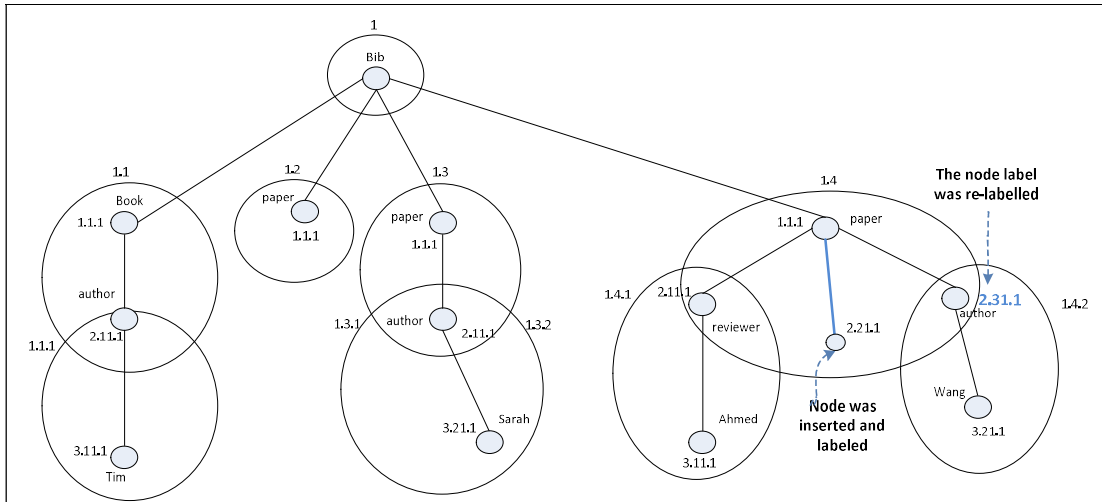 1
Bib
1.1
1.2
1.3
1.4
The node label
was re-labelled
Book
1.1.1
paper
1.1.1
paper
1.1.1
1.1.1
paper
author
2.11.1
1.1.1
1.3.1
author
2.11.1
1.3.2
1.4.1
2.11.1
reviewer
2.21.1
2.31.1
author
1.4.2
3.11.1
Tim
3.21.1
Sarah
Ahmed
3.11.1
Node was
inserted and
labeled
Wang
3.21.1